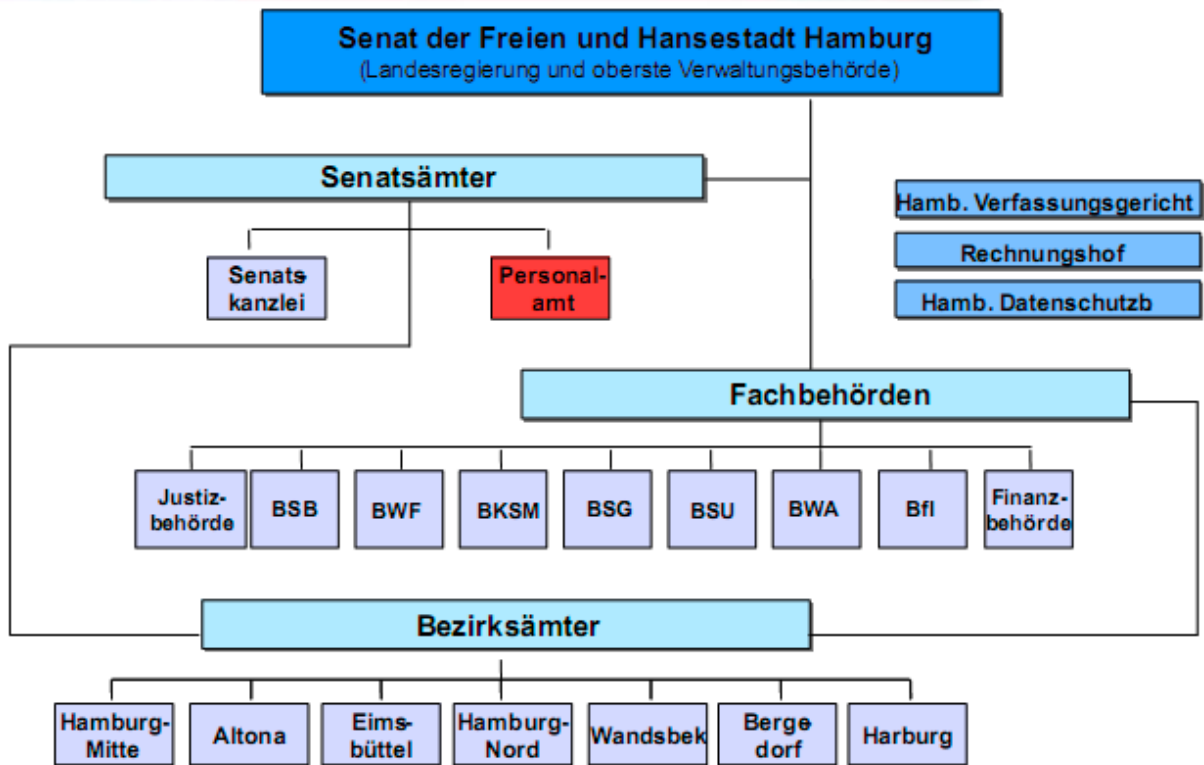 Senat der Freien und Hansestadt Hamburg
(Landesregierung und oberste Verwaltungsbehörde)
Senatsämter
Hamb. Verfassungsgericht
Rechnungshof
Hamb. Datenschutzb
Senats-
kanzlei
Personal-
amt
Fachbehörden
Justiz-
behörde
BSB
BWF
BKSM
BSG
BSU
BWA
BfI
Finanz-
behörde
Bezirksämter
Hamburg-
Mitte
Altona
Eims-
büttel
Hamburg-
Nord
Wandsbek
Berge-
dorf
Harburg